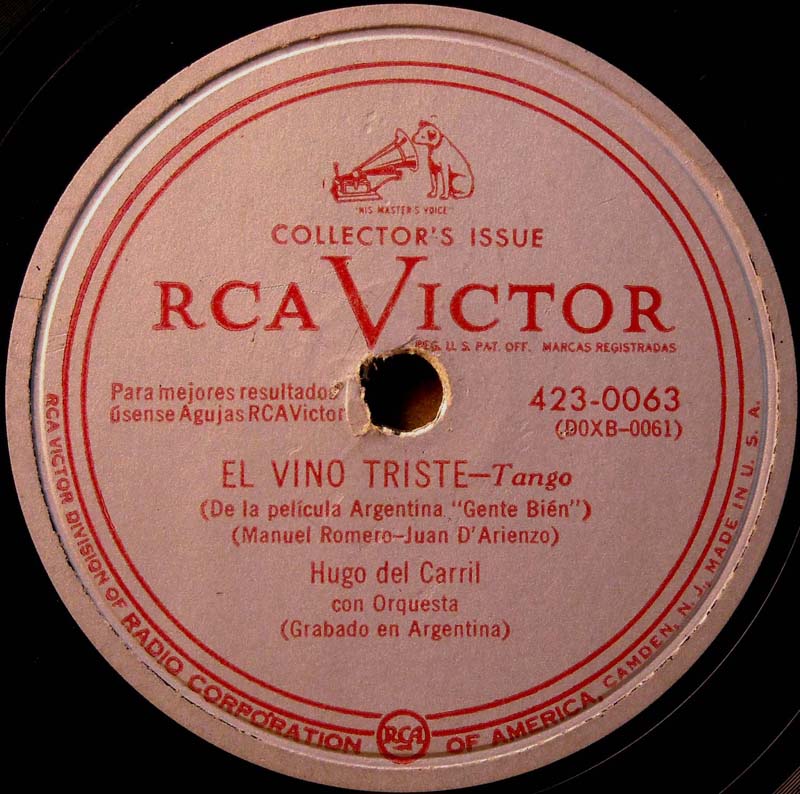 "HIS MASTER'S VOICE"
COLLECTOR'S ISSUE
RCA VICTOR
REG. U. S. PAT. OFF. MARCAS REGISTRADAS
Para mejores resultados
úsense Agujas RCA Victor
423-0063
(D0XB-0061)
EL VINO TRISTE—Tango
(De la película Argentina "Gente Bién")
(Manuel Romero-Juan D'Arienzo)
Hugo del Carril
con Orquesta
(Grabado en Argentina)
RCA VICTOR DIVISION OF RADIO CORPORATION RCA OF AMERICA, CAMDEN, N. J., MADE IN U. S. A.